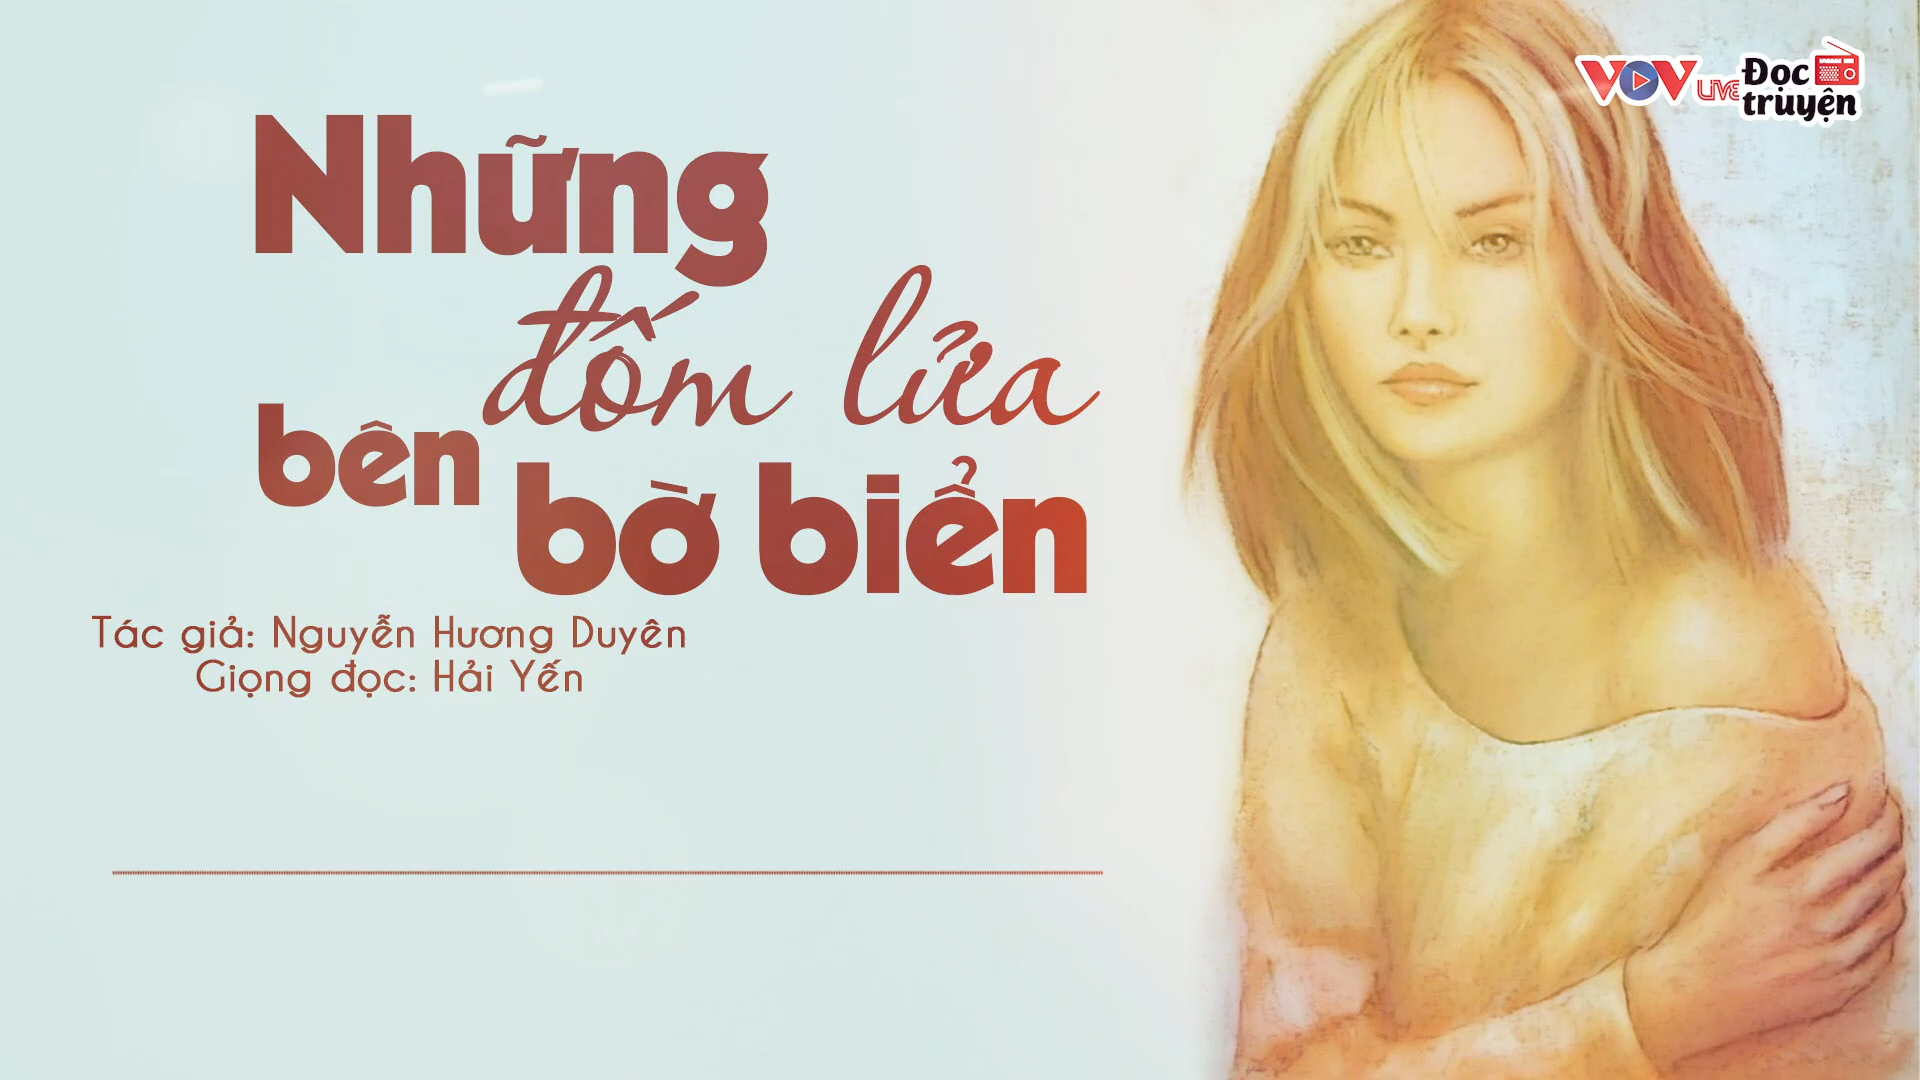 VOV LIVE Đọc
truyện
Những
đốm lửa
bên bờ biển
Tác giả: Nguyễn Hương Duyên
Giọng đọc: Hải Yến